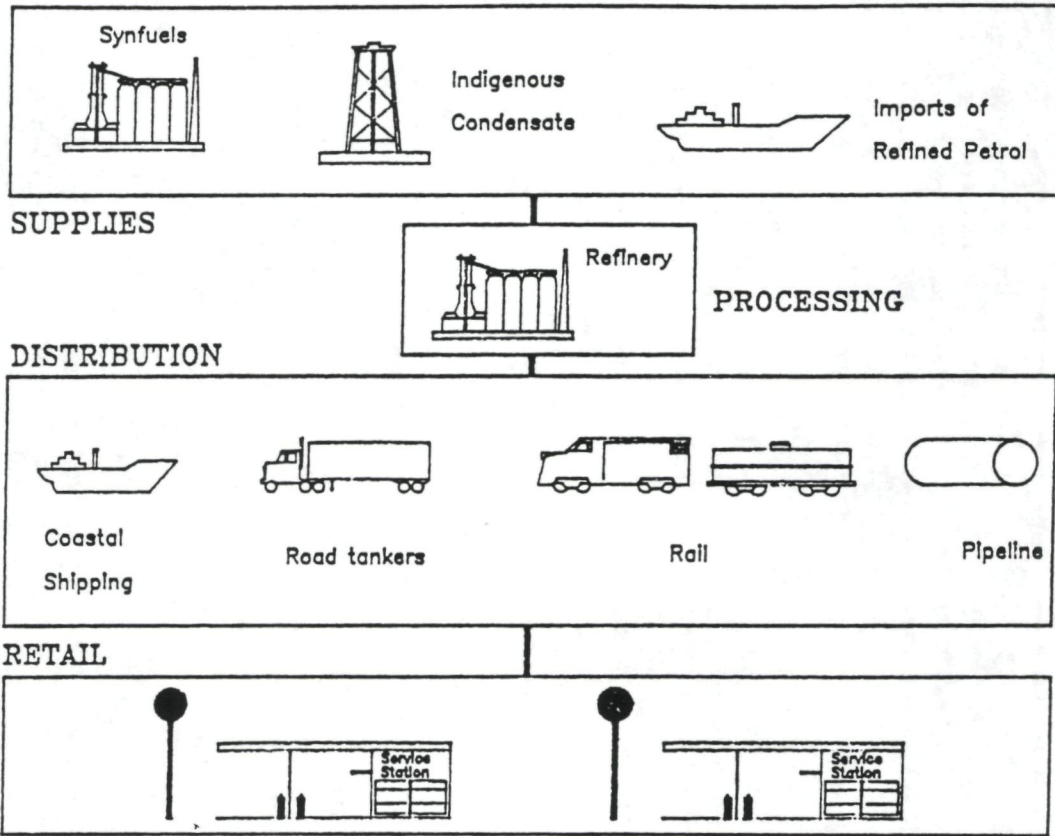 Synfuels
Indigenous
Condensate
Imports of
Refined Petrol
SUPPLIES
Refinery
PROCESSING
DISTRIBUTION
Coastal
Shipping
Road tankers
Rail
Pipeline
RETAIL
Service
Station
Service
Station